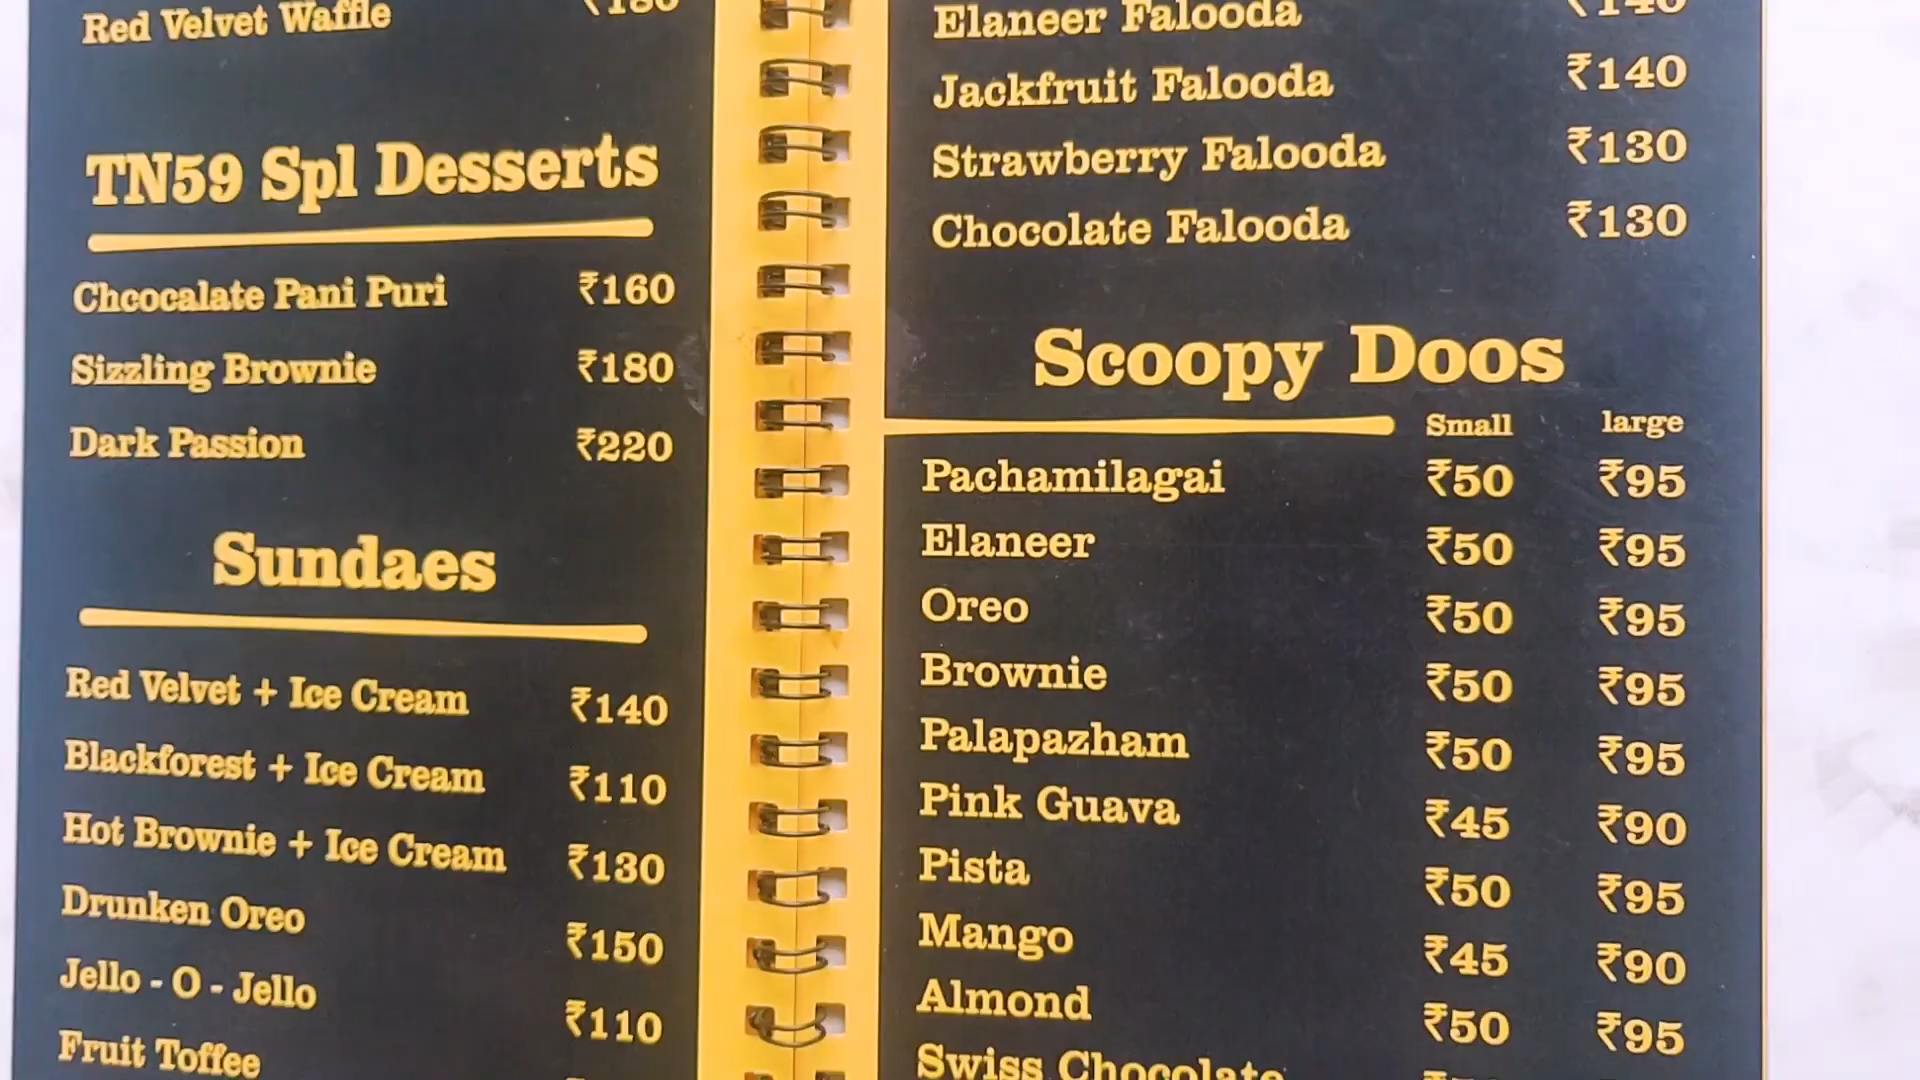 Red Velvet Waffle ₹180
TN59 Spl Desserts
Chcocalate Pani Puri ₹160
Sizzling Brownie ₹180
Dark Passion ₹220
Sundaes
Red Velvet + Ice Cream ₹140
Blackforest + Ice Cream ₹110
Hot Brownie + Ice Cream ₹130
Drunken Oreo ₹150
Jello - O - Jello ₹110
Fruit Toffee
Elaneer Falooda ₹140
Jackfruit Falooda ₹140
Strawberry Falooda ₹130
Chocolate Falooda ₹130
Scoopy Doos
Small large
Pachamilagai ₹50 ₹95
Elaneer ₹50 ₹95
Oreo ₹50 ₹95
Brownie ₹50 ₹95
Palapazham ₹50 ₹95
Pink Guava ₹45 ₹90
Pista ₹50 ₹95
Mango ₹45 ₹90
Almond ₹50 ₹95
Swiss Chocolate